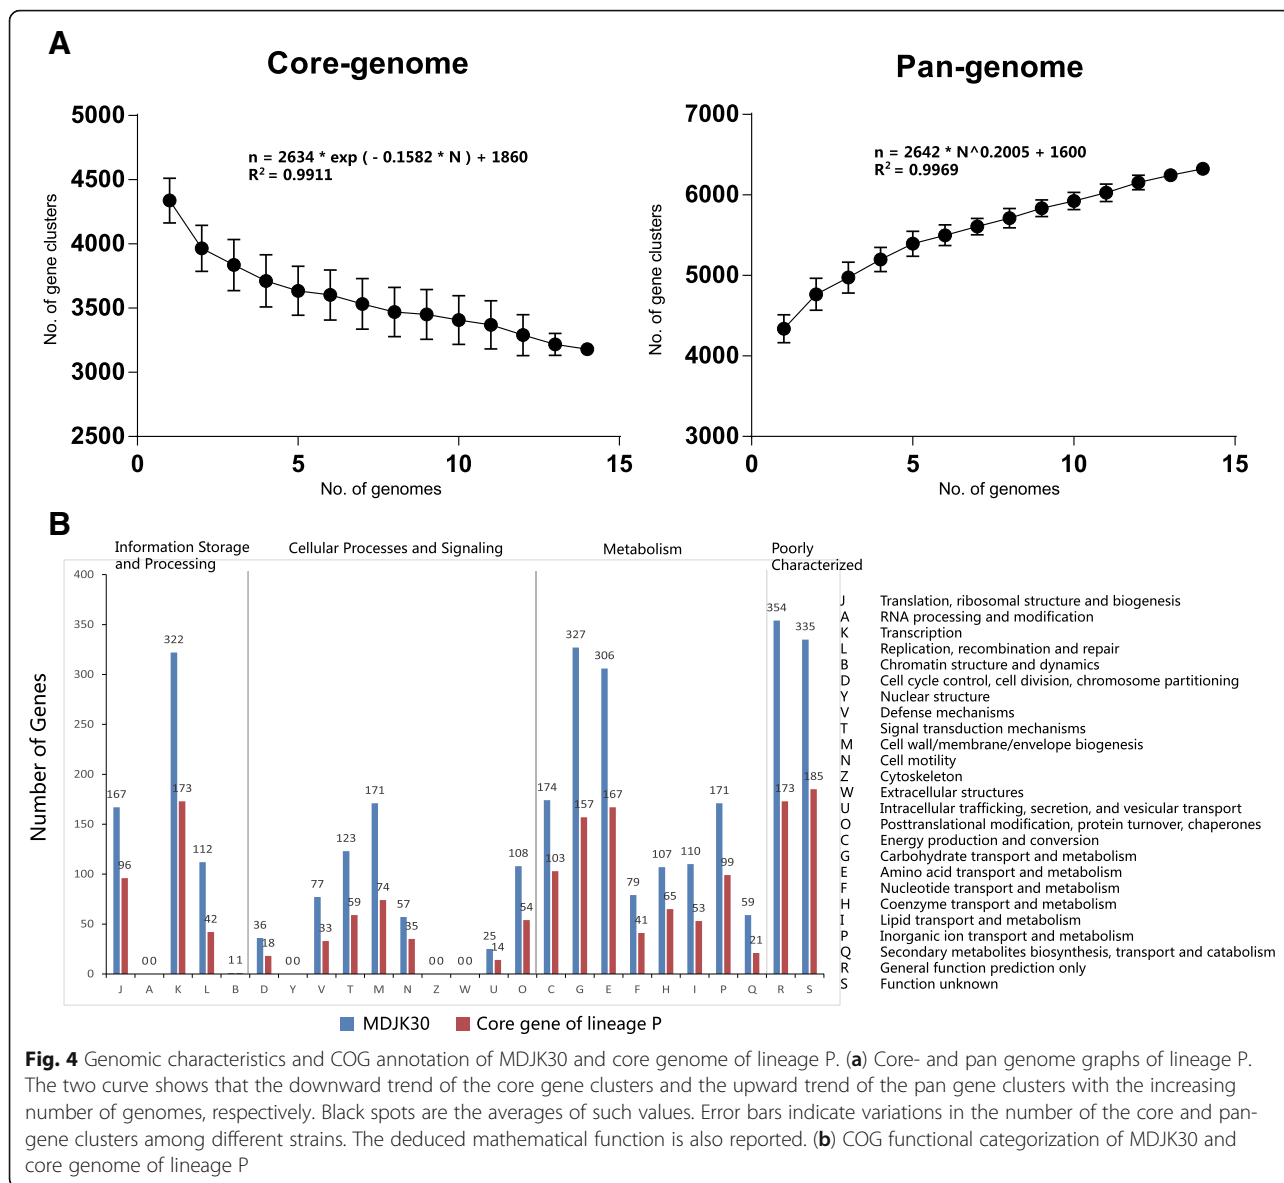 A
Core-genome
5000
4500
4000
3500
3000
2500
No. of gene clusters
n = 2634 * exp ( - 0.1582 * N ) + 1860
R² = 0.9911
0 5 10 15
No. of genomes
Pan-genome
7000
6000
5000
4000
3000
No. of gene clusters
n = 2642 * N^0.2005 + 1600
R² = 0.9969
0 5 10 15
No. of genomes
B
Information Storage
and Processing
Cellular Processes and Signaling
Metabolism
Poorly
Characterized
400
350
300
250
200
150
100
50
0
Number of Genes
167 96
0 0
322 173
112 42
1 1
36 18
0 0
77 33
123 59
171 74
57 35
0 0
0 0
25 14
108 54
174 103
327 157
306 167
79 41
107 65
110 53
171 99
59 21
354 173
335 185
J A K L B D Y V T M N Z W U O C G E F H I P Q R S
MDJK30 Core gene of lineage P
J Translation, ribosomal structure and biogenesis
A RNA processing and modification
K Transcription
L Replication, recombination and repair
B Chromatin structure and dynamics
D Cell cycle control, cell division, chromosome partitioning
Y Nuclear structure
V Defense mechanisms
T Signal transduction mechanisms
M Cell wall/membrane/envelope biogenesis
N Cell motility
Z Cytoskeleton
W Extracellular structures
U Intracellular trafficking, secretion, and vesicular transport
O Posttranslational modification, protein turnover, chaperones
C Energy production and conversion
G Carbohydrate transport and metabolism
E Amino acid transport and metabolism
F Nucleotide transport and metabolism
H Coenzyme transport and metabolism
I Lipid transport and metabolism
P Inorganic ion transport and metabolism
Q Secondary metabolites biosynthesis, transport and catabolism
R General function prediction only
S Function unknown
Fig. 4 Genomic characteristics and COG annotation of MDJK30 and core genome of lineage P. (a) Core- and pan genome graphs of lineage P.
The two curve shows that the downward trend of the core gene clusters and the upward trend of the pan gene clusters with the increasing
number of genomes, respectively. Black spots are the averages of such values. Error bars indicate variations in the number of the core and pan-
gene clusters among different strains. The deduced mathematical function is also reported. (b) COG functional categorization of MDJK30 and
core genome of lineage P